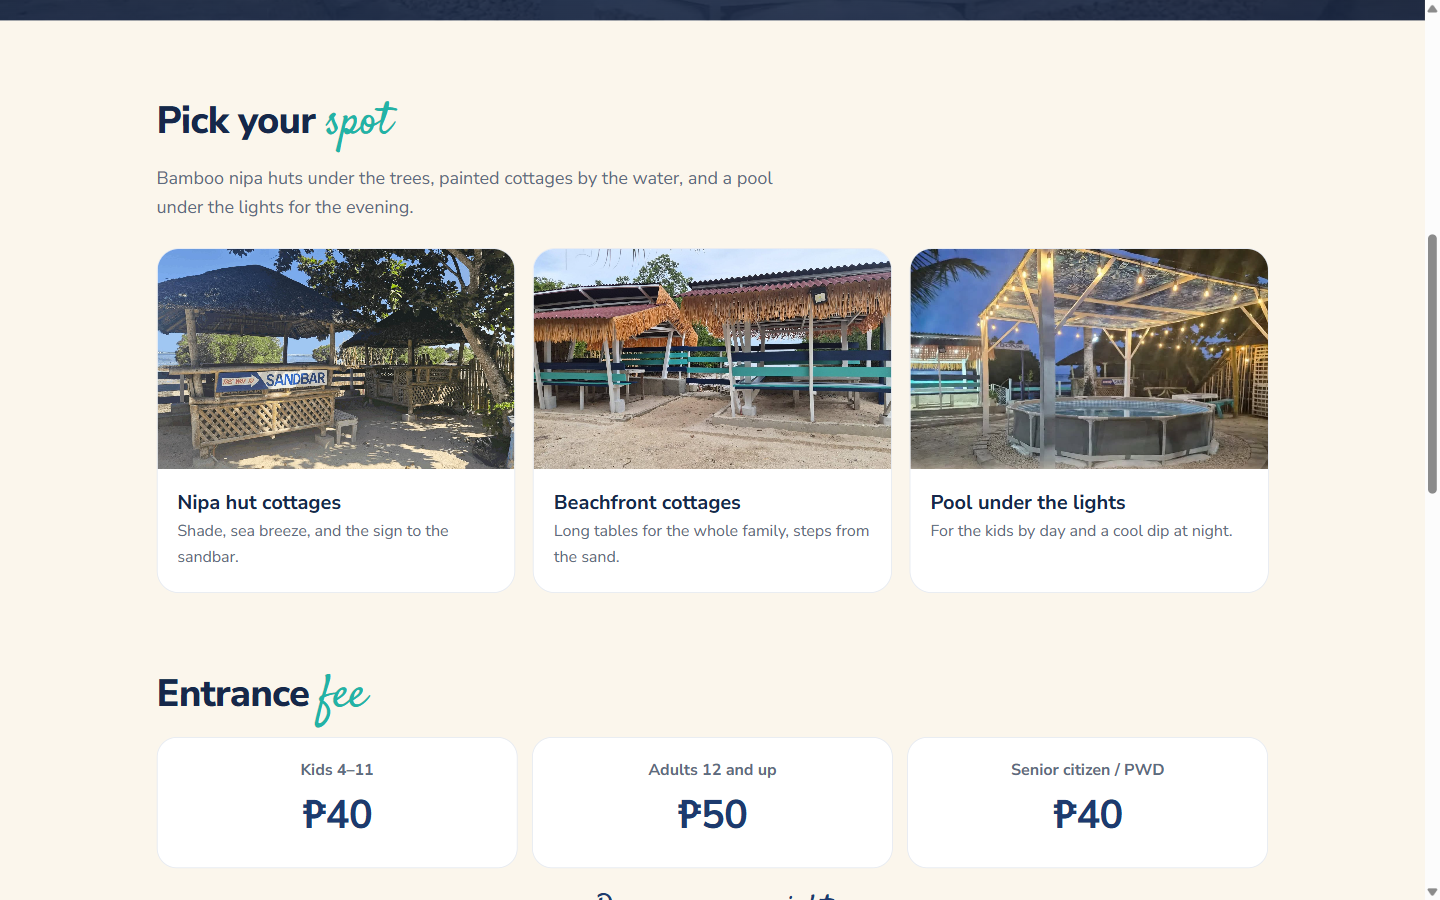 Pick your spot
Bamboo nipa huts under the trees, painted cottages by the water, and a pool
under the lights for the evening.
THIS WAY TO SANDBAR
Nipa hut cottages
Shade, sea breeze, and the sign to the
sandbar.
Beachfront cottages
Long tables for the whole family, steps from
the sand.
Pool under the lights
For the kids by day and a cool dip at night.
Entrance fee
Kids 4–11
₱40
Adults 12 and up
₱50
Senior citizen / PWD
₱40